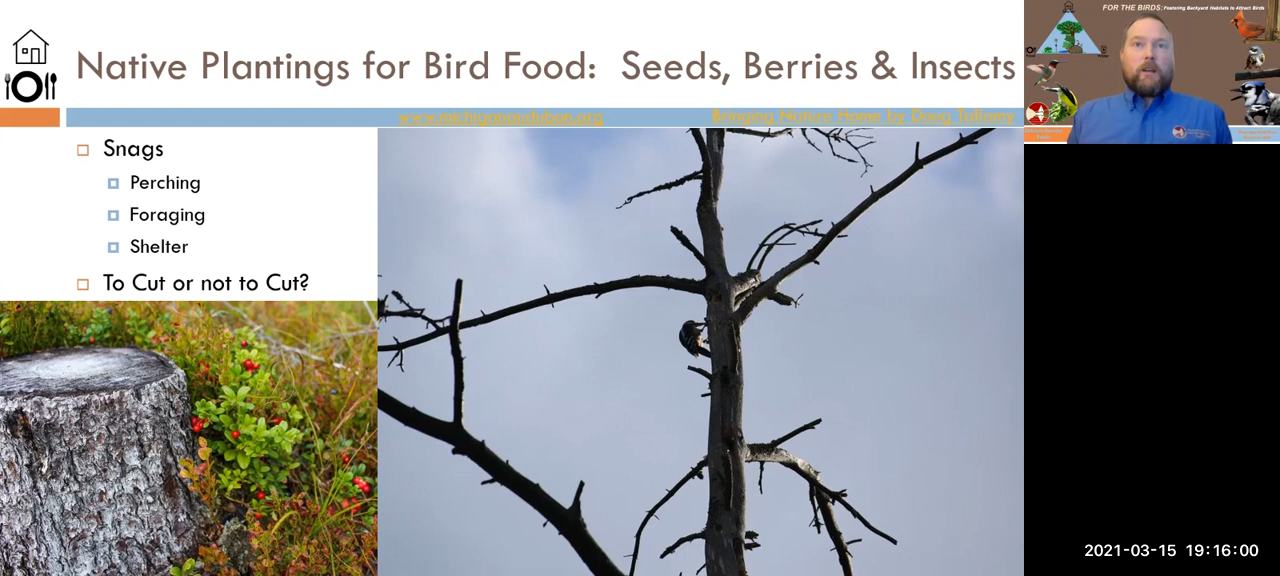 Native Plantings for Bird Food: Seeds, Berries & Insects
www.michiganaudubon.org
Bringing Nature Home by Doug Tallamy
Snags
Perching
Foraging
Shelter
To Cut or not to Cut?
FOR THE BIRDS: Featuring Backyard Habitats to Attract Birds
2021-03-15 19:16:00